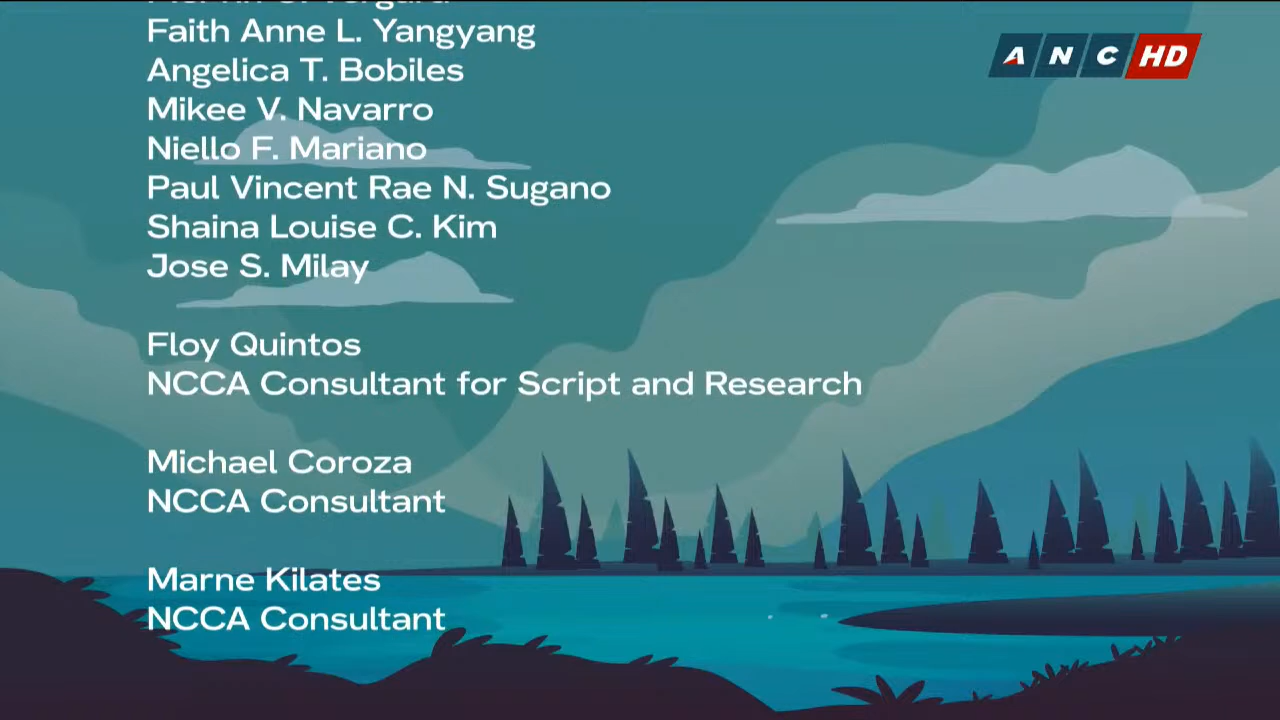 Faith Anne L. Yangyang
Angelica T. Bobiles
Mikee V. Navarro
Niello F. Mariano
Paul Vincent Rae N. Sugano
Shaina Louise C. Kim
Jose S. Milay
Floy Quintos
NCCA Consultant for Script and Research
Michael Coroza
NCCA Consultant
Marne Kilates
NCCA Consultant
ANC HD